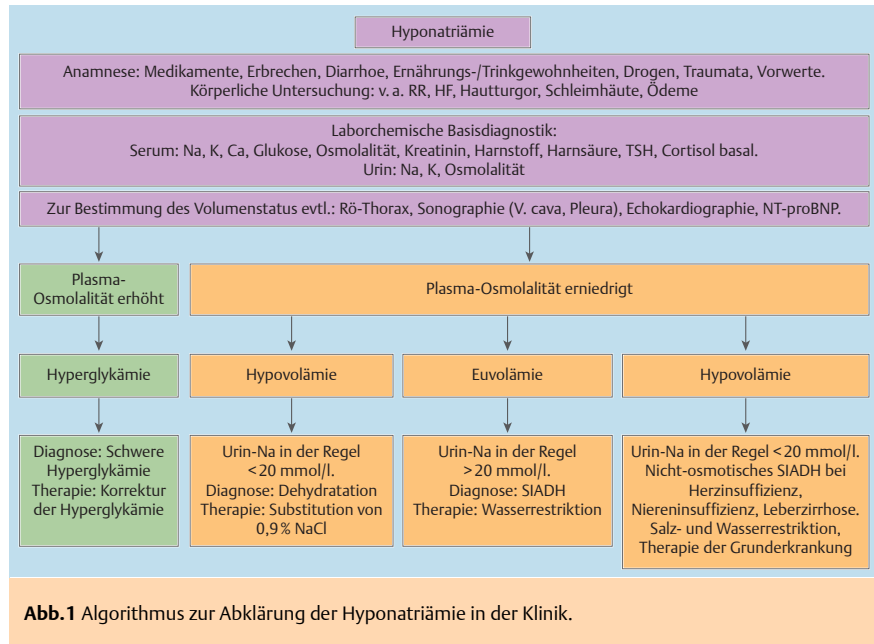 Hyponatriämie
Anamnese: Medikamente, Erbrechen, Diarrhoe, Ernährungs-/Trinkgewohnheiten, Drogen, Traumata, Vorwerte.
Körperliche Untersuchung: v. a. RR, HF, Hautturgor, Schleimhäute, Ödeme
Laborchemische Basisdiagnostik:
Serum: Na, K, Ca, Glukose, Osmolalität, Kreatinin, Harnstoff, Harnsäure, TSH, Cortisol basal.
Urin: Na, K, Osmolalität
Zur Bestimmung des Volumenstatus evtl.: Rö-Thorax, Sonographie (V. cava, Pleura), Echokardiographie, NT-proBNP.
Plasma-
Osmolalität erhöht
Plasma-Osmolalität erniedrigt
Hyperglykämie
Hypovolämie
Euvolämie
Hypovolämie
Diagnose: Schwere
Hyperglykämie
Therapie: Korrektur
der Hyperglykämie
Urin-Na in der Regel
<20 mmol/l.
Diagnose: Dehydratation
Therapie: Substitution von
0,9 % NaCl
Urin-Na in der Regel
>20 mmol/l.
Diagnose: SIADH
Therapie: Wasserrestriktion
Urin-Na in der Regel <20 mmol/l.
Nicht-osmotisches SIADH bei
Herzinsuffizienz,
Niereninsuffizienz, Leberzirrhose.
Salz- und Wasserrestriktion,
Therapie der Grunderkrankung
Abb.1 Algorithmus zur Abklärung der Hyponatriämie in der Klinik.